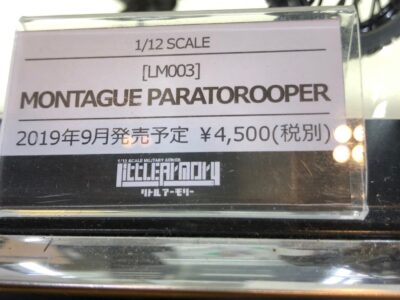 1/12 SCALE
[LM003]
MONTAGUE PARATOROOPER
2019年9月発売予定 ¥4,500(税別)
1/12 SCALE MILITARY SERIES
LittleArmory
リトルアーモリー